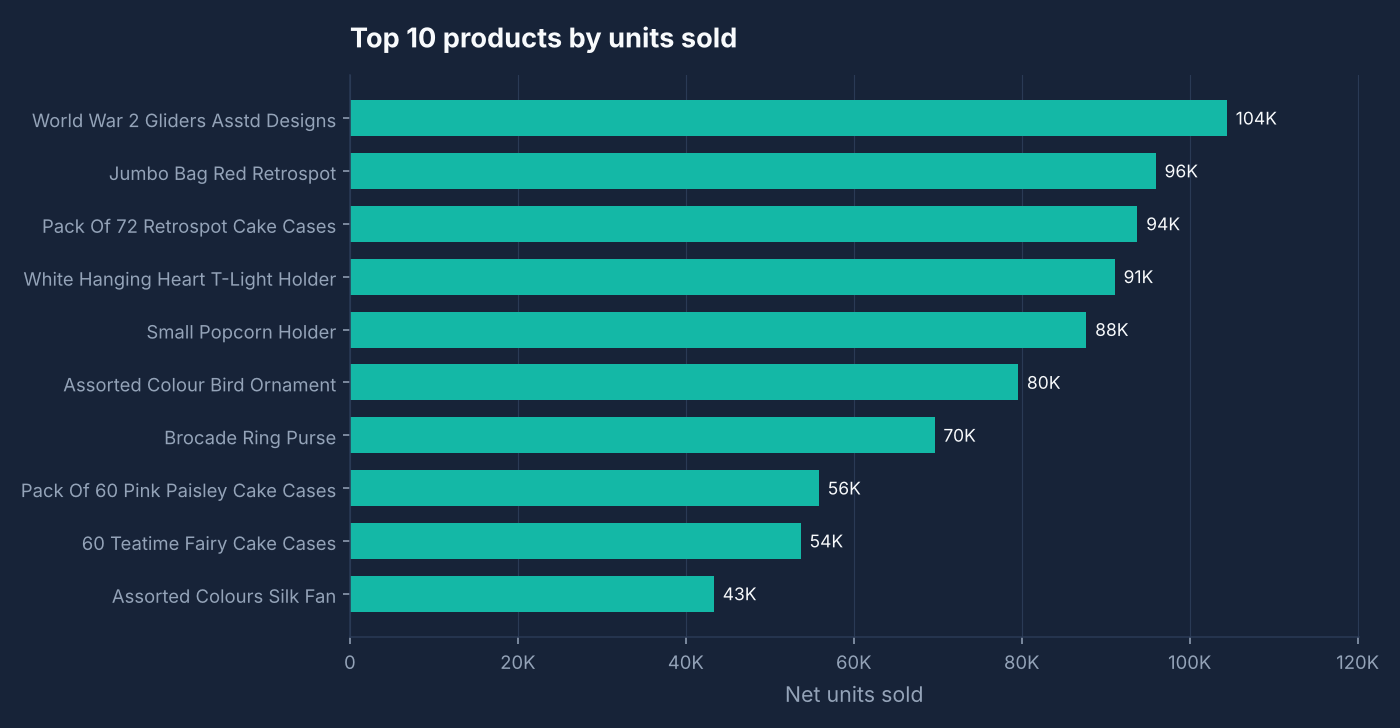 Top 10 products by units sold
World War 2 Gliders Asstd Designs
104K
Jumbo Bag Red Retrospot
96K
Pack Of 72 Retrospot Cake Cases
94K
White Hanging Heart T-Light Holder
91K
Small Popcorn Holder
88K
Assorted Colour Bird Ornament
80K
Brocade Ring Purse
70K
Pack Of 60 Pink Paisley Cake Cases
56K
60 Teatime Fairy Cake Cases
54K
Assorted Colours Silk Fan
43K
0 20K 40K 60K 80K 100K 120K
Net units sold